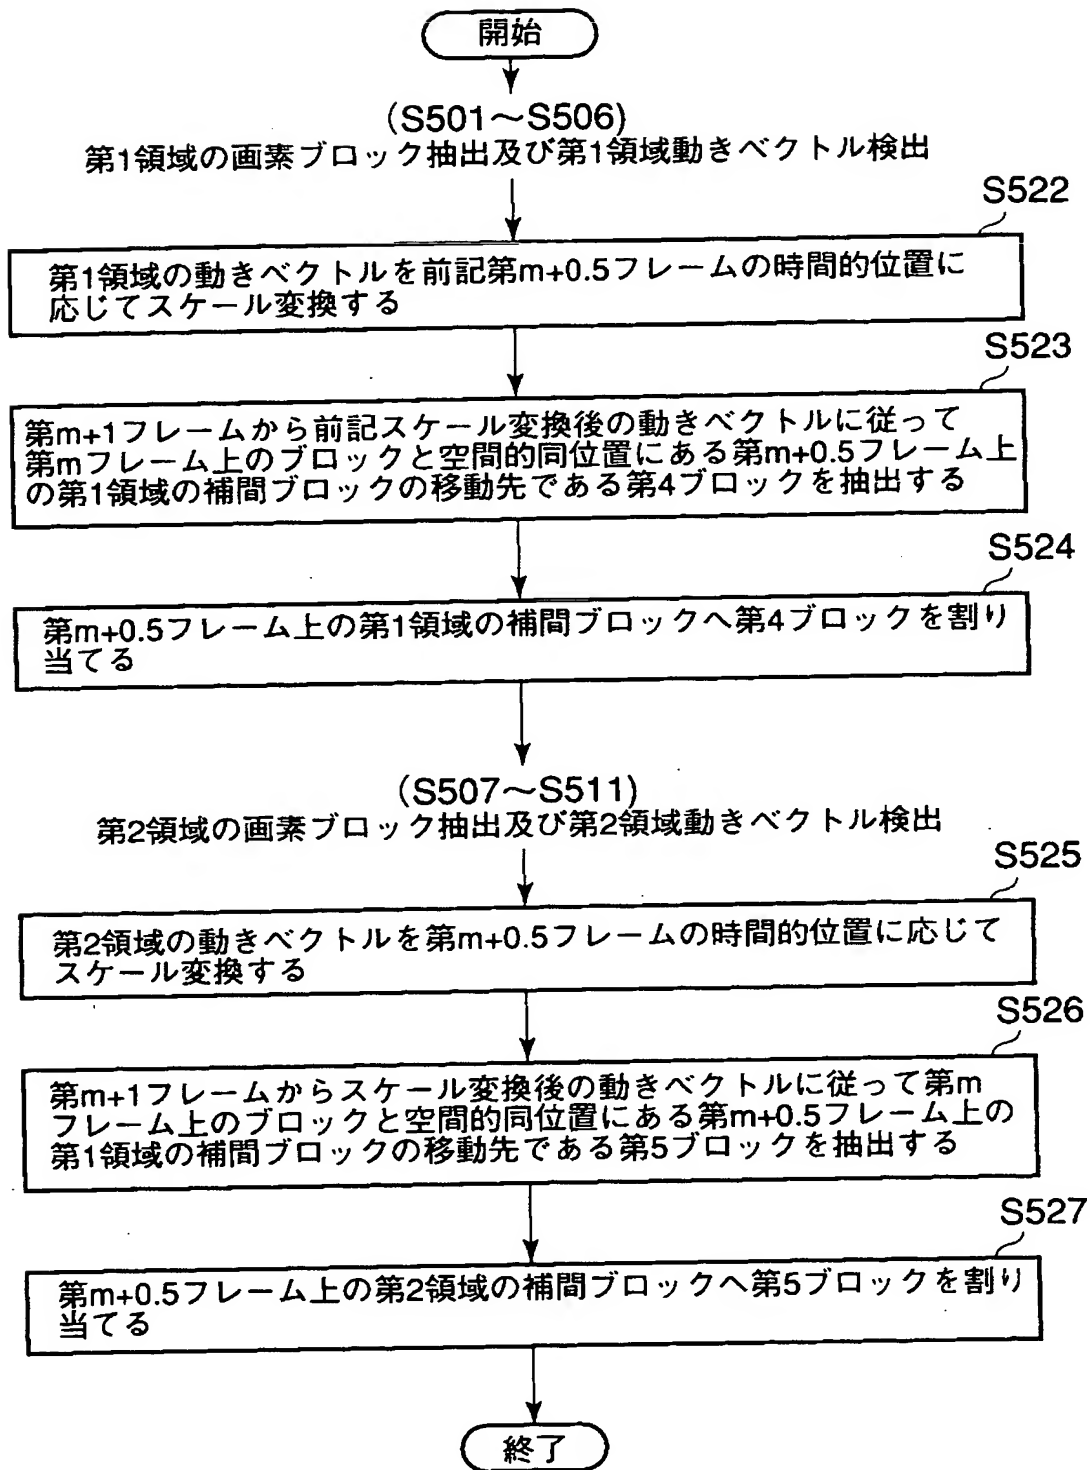 開始
(S501〜S506)
第1領域の画素ブロック抽出及び第1領域動きベクトル検出
S522
第1領域の動きベクトルを前記第m+0.5フレームの時間的位置に
応じてスケール変換する
S523
第m+1フレームから前記スケール変換後の動きベクトルに従って
第mフレーム上のブロックと空間的同位置にある第m+0.5フレーム上
の第1領域の補間ブロックの移動先である第4ブロックを抽出する
S524
第m+0.5フレーム上の第1領域の補間ブロックへ第4ブロックを割り
当てる
(S507〜S511)
第2領域の画素ブロック抽出及び第2領域動きベクトル検出
S525
第2領域の動きベクトルを第m+0.5フレームの時間的位置に応じて
スケール変換する
S526
第m+1フレームからスケール変換後の動きベクトルに従って第m
フレーム上のブロックと空間的同位置にある第m+0.5フレーム上の
第1領域の補間ブロックの移動先である第5ブロックを抽出する
S527
第m+0.5フレーム上の第2領域の補間ブロックへ第5ブロックを割り
当てる
終了